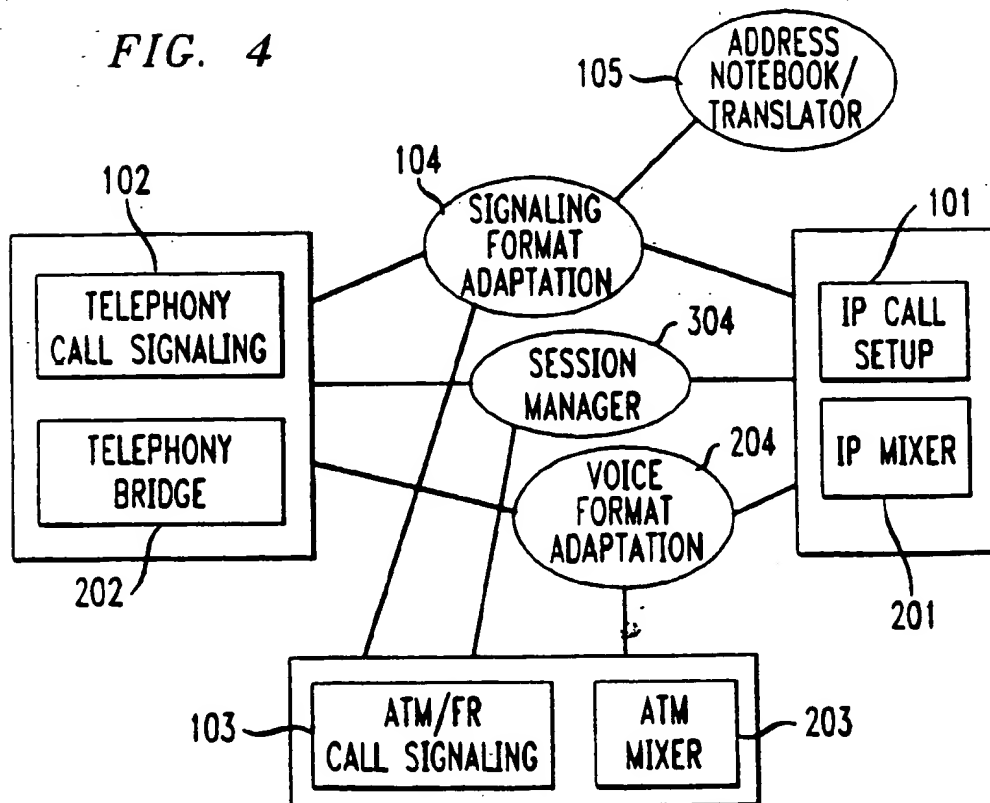 FIG. 4
105
ADDRESS
NOTEBOOK/
TRANSLATOR
104
102
SIGNALING
FORMAT
ADAPTATION
101
TELEPHONY
CALL SIGNALING
IP CALL
SETUP
304
SESSION
MANAGER
TELEPHONY
BRIDGE
204
IP MIXER
VOICE
FORMAT
ADAPTATION
202
201
103
ATM/FR
CALL SIGNALING
ATM
MIXER
203